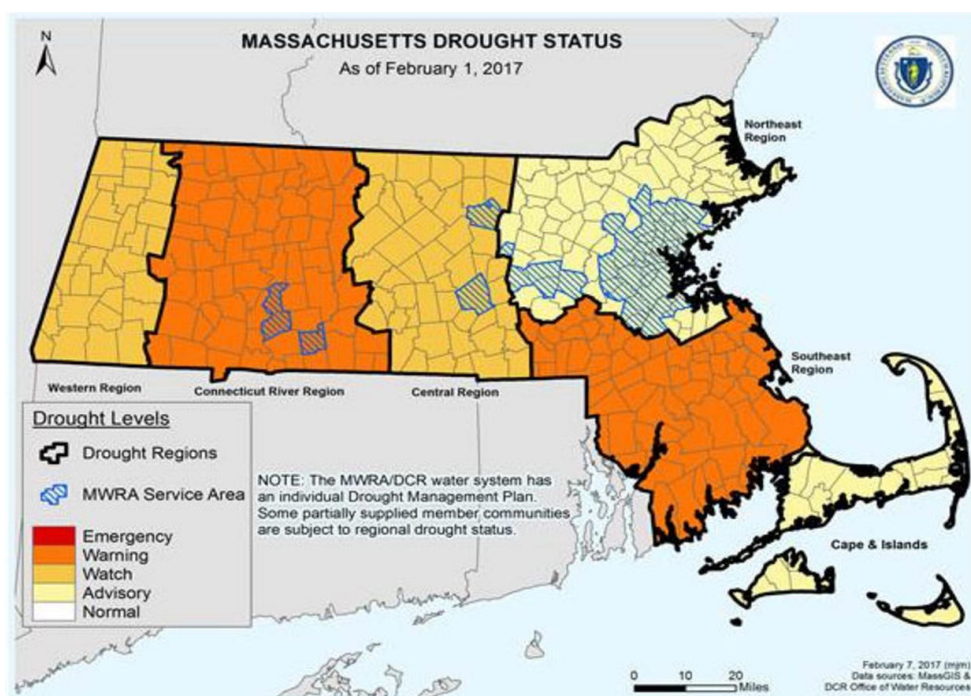 N
MASSACHUSETTS DROUGHT STATUS
As of February 1, 2017
Northeast
Region
Southeast
Region
Western Region
Connecticut River Region
Central Region
Cape & Islands
Drought Levels
Drought Regions
MWRA Service Area
Emergency
Warning
Watch
Advisory
Normal
NOTE: The MWRA/DCR water system has
an individual Drought Management Plan.
Some partially supplied member communities
are subject to regional drought status.
0 10 20
Miles
February 7, 2017 (mjm)
Data sources: MassGIS &
DCR Office of Water Resources